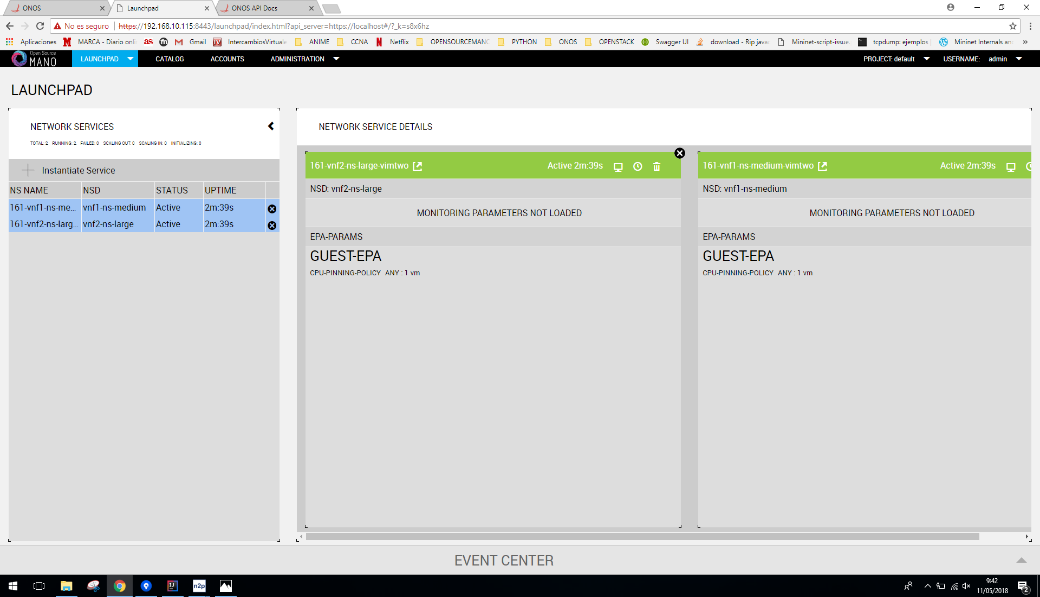 ONOS
Launchpad
ONOS API Docs
No es seguro | https://192.168.10.115:8443/launchpad/index.html?api_server=https://localhost#/?_k=s8x6hz
Aplicaciones MARCA - Diario onli as m Gmail IntercambiosVirtuale ANIME CCNA Netflix OPENSOURCEMANO PYTHON ONOS OPENSTACK Swagger UI download - Rip java Mininet-script-issue tcpdump: ejemplos Mininet Internals an »
Open Source
MANO LAUNCHPAD CATALOG ACCOUNTS ADMINISTRATION PROJECT: default USERNAME: admin
LAUNCHPAD
NETWORK SERVICES
TOTAL: 2 RUNNING: 2 FAILED: 0 SCALING OUT: 0 SCALING IN: 0 INITIALIZING: 0
Instantiate Service
NS NAME NSD STATUS UPTIME
161-vnf1-ns-me... vnf1-ns-medium Active 2m:39s
161-vnf2-ns-larg... vnf2-ns-large Active 2m:39s
NETWORK SERVICE DETAILS
161-vnf2-ns-large-vimtwo Active 2m:39s
NSD: vnf2-ns-large
MONITORING PARAMETERS NOT LOADED
EPA-PARAMS
GUEST-EPA
CPU-PINNING-POLICY ANY : 1 vm
161-vnf1-ns-medium-vimtwo Active 2m:39s
NSD: vnf1-ns-medium
MONITORING PARAMETERS NOT LOADED
EPA-PARAMS
GUEST-EPA
CPU-PINNING-POLICY ANY : 1 vm
EVENT CENTER
n2p
9:42
11/05/2018
2